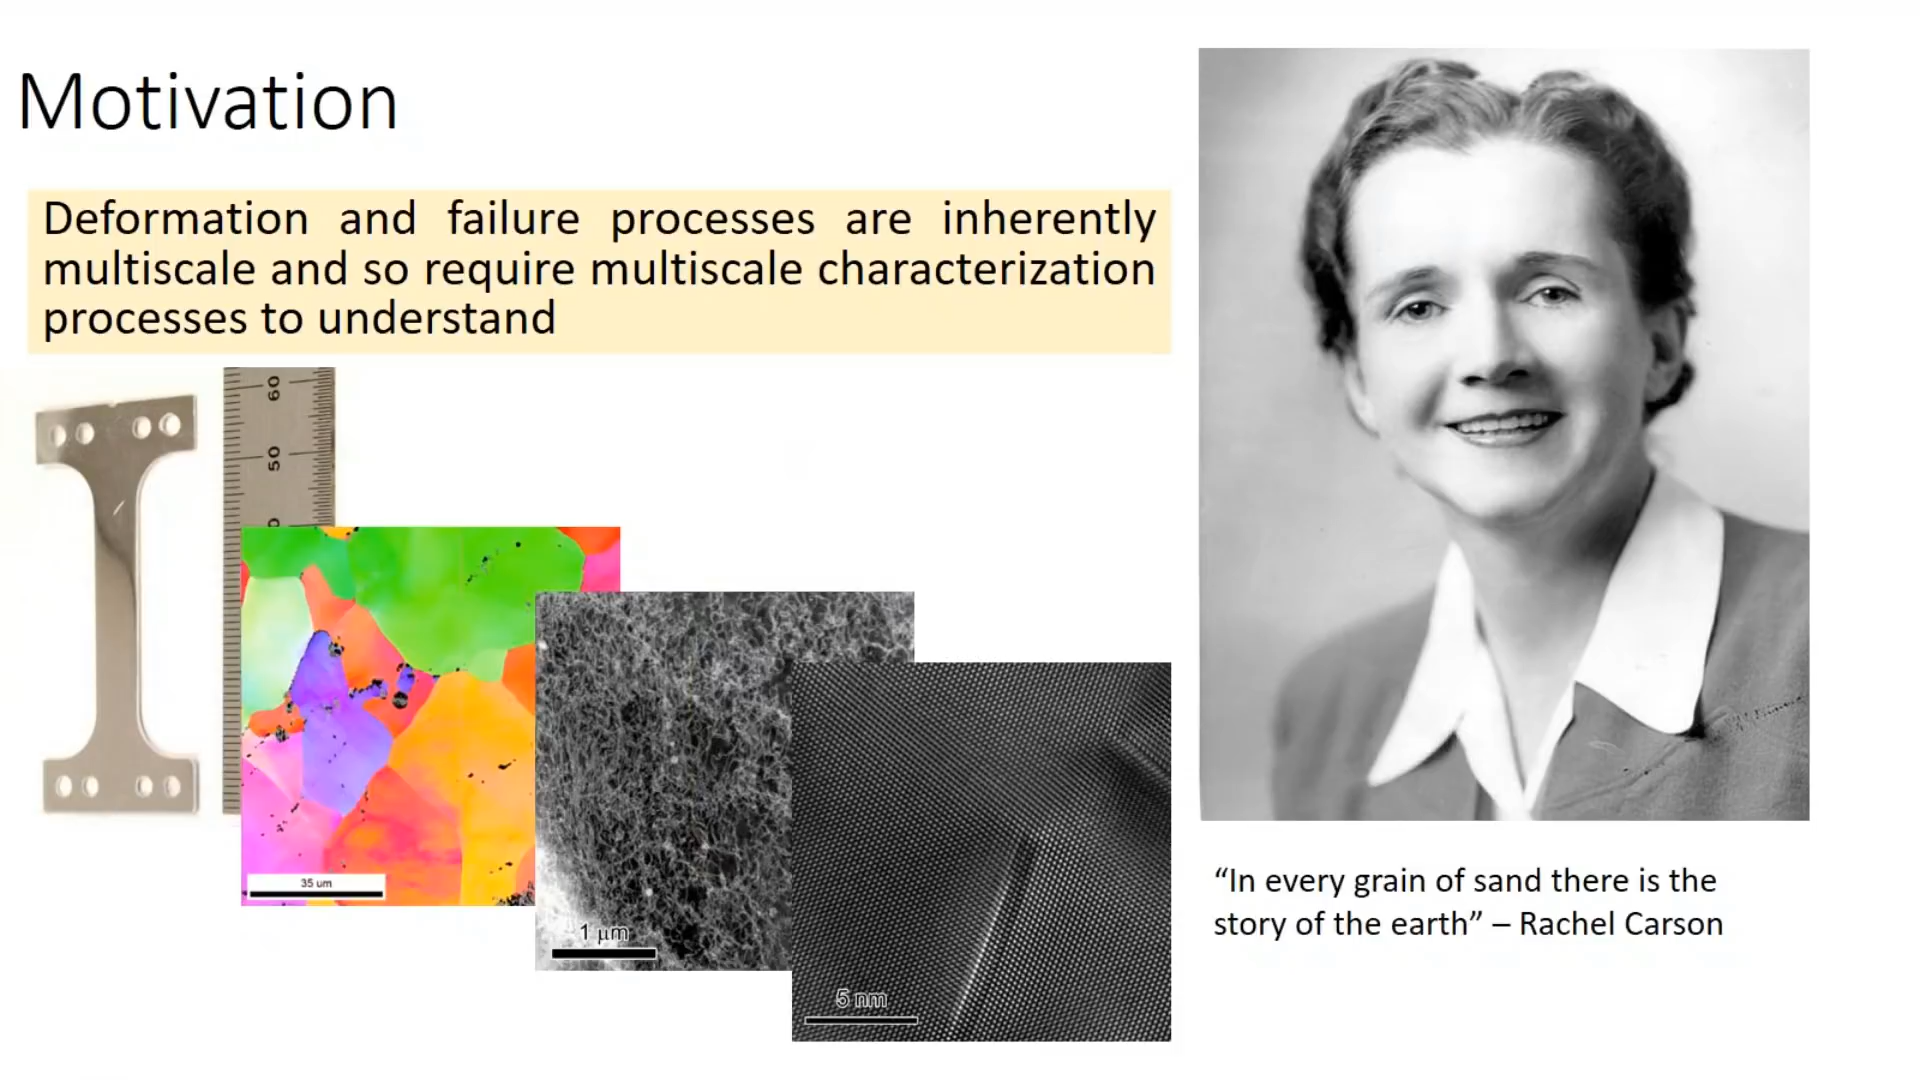 Motivation
Deformation and failure processes are inherently
multiscale and so require multiscale characterization
processes to understand
60
50
35 um
1 μm
5 nm
“In every grain of sand there is the
story of the earth” – Rachel Carson